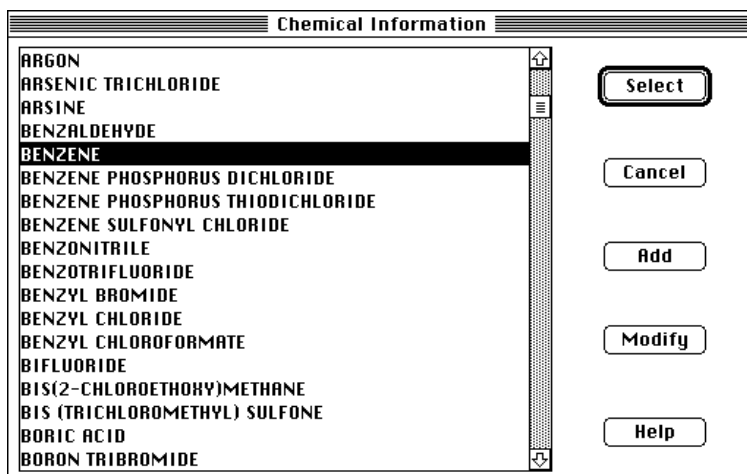 Chemical Information
ARGON
ARSENIC TRICHLORIDE
ARSINE
BENZALDEHYDE
BENZENE
BENZENE PHOSPHORUS DICHLORIDE
BENZENE PHOSPHORUS THIODICHLORIDE
BENZENE SULFONYL CHLORIDE
BENZONITRILE
BENZOTRIFLUORIDE
BENZYL BROMIDE
BENZYL CHLORIDE
BENZYL CHLOROFORMATE
BIFLUORIDE
BIS(2-CHLOROETHOXY)METHANE
BIS (TRICHLOROMETHYL) SULFONE
BORIC ACID
BORON TRIBROMIDE
Select
Cancel
Add
Modify
Help